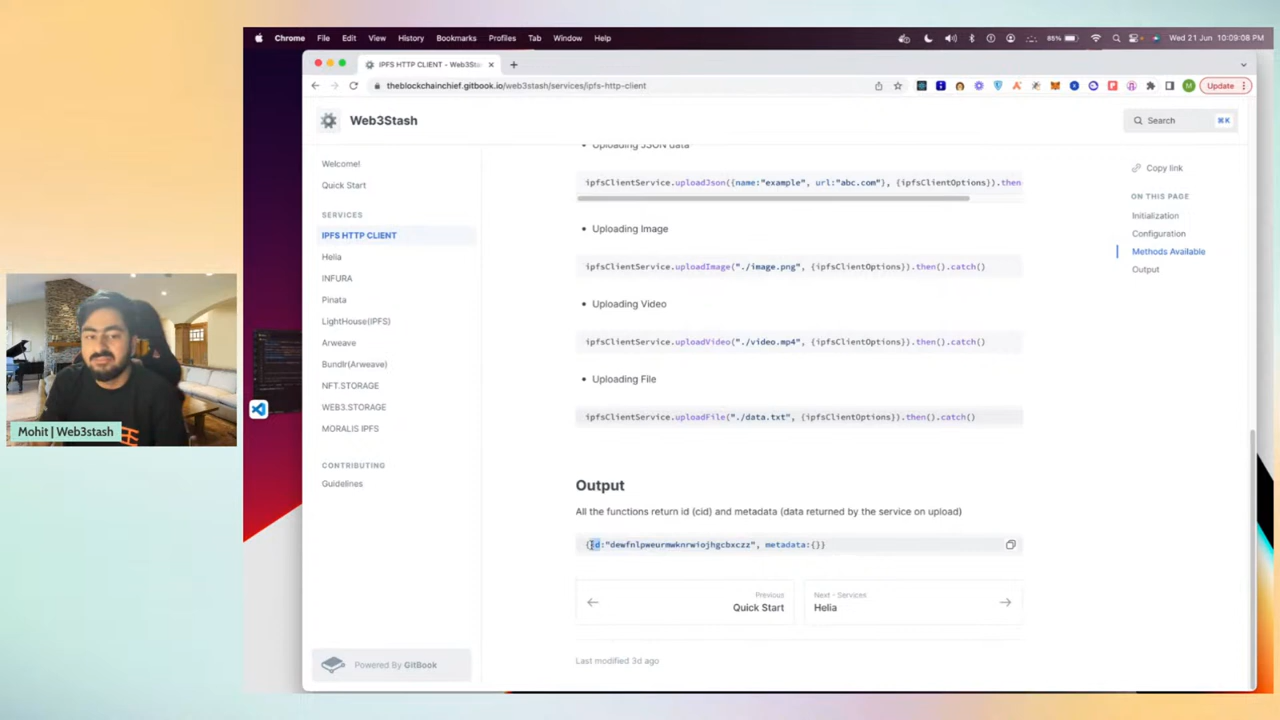 Chrome File Edit View History Bookmarks Profiles Tab Window Help
85% Wed 21 Jun 10:09:08 PM
IPFS HTTP CLIENT - Web3Sta
theblockchainchief.gitbook.io/web3stash/services/ipfs-http-client
M
Update
Web3Stash
Search
⌘K
Welcome!
Quick Start
SERVICES
IPFS HTTP CLIENT
Helia
INFURA
Pinata
LightHouse(IPFS)
Arweave
Bundlr(Arweave)
NFT.STORAGE
WEB3.STORAGE
MORALIS IPFS
CONTRIBUTING
Guidelines
Powered By GitBook
Uploading JSON data
ipfsClientService.uploadJson({name:"example", url:"abc.com"}, {ipfsClientOptions}).then
• Uploading Image
ipfsClientService.uploadImage("./image.png", {ipfsClientOptions}).then().catch()
• Uploading Video
ipfsClientService.uploadVideo("./video.mp4", {ipfsClientOptions}).then().catch()
• Uploading File
ipfsClientService.uploadFile("./data.txt", {ipfsClientOptions}).then().catch()
Output
All the functions return id (cid) and metadata (data returned by the service on upload)
{id:"dewfnlpweurmwknrwiojhgcbxczz", metadata:{}}
Previous
Quick Start
Next - Services
Helia
Last modified 3d ago
Copy link
ON THIS PAGE
Initialization
Configuration
Methods Available
Output
Mohit | Web3stash